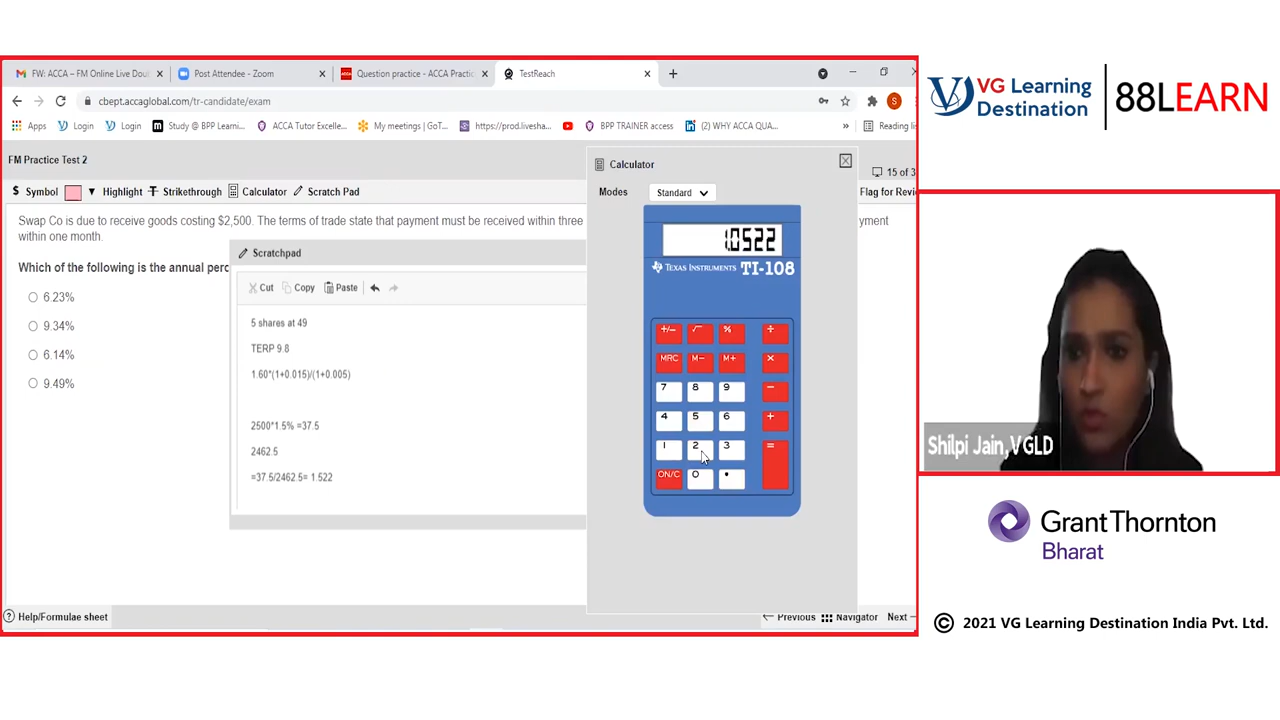 FW: ACCA – FM Online Live Dou
Post Attendee - Zoom
Question practice - ACCA Practic
TestReach
cbept.accaglobal.com/tr-candidate/exam
Apps
Login
Login
Study @ BPP Learni...
ACCA Tutor Excelle...
My meetings | GoT...
https://prod.livesha...
BPP TRAINER access
(2) WHY ACCA QUA...
»
Reading lis
FM Practice Test 2
15 of 3
$ Symbol
Highlight
Strikethrough
Calculator
Scratch Pad
Flag for Revie
Swap Co is due to receive goods costing $2,500. The terms of trade state that payment must be received within three
yment
within one month.
Which of the following is the annual perc
6.23%
9.34%
6.14%
9.49%
Scratchpad
Cut
Copy
Paste
5 shares at 49
TERP 9.8
1.60*(1+0.015)/(1+0.005)
2500*1.5% =37.5
2462.5
=37.5/2462.5= 1.522
Calculator
Modes
Standard
1.0522
TEXAS INSTRUMENTS TI-108
+/- √ % ÷
MRC M- M+ ×
7 8 9 -
4 5 6 +
1 2 3 =
ON/C 0 •
Help/Formulae sheet
Previous
Navigator
Next
VG Learning
Destination
88LEARN
Shilpi Jain,VGLD
Grant Thornton
Bharat
© 2021 VG Learning Destination India Pvt. Ltd.